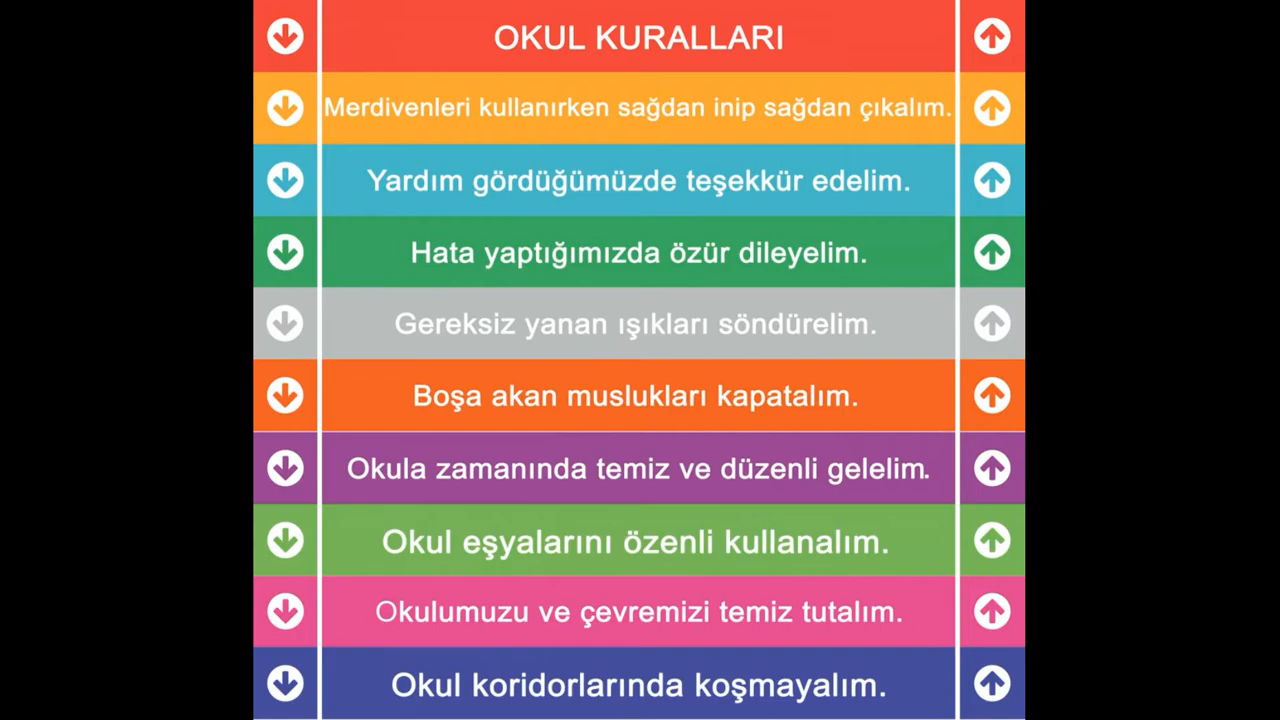 OKUL KURALLARI
Merdivenleri kullanırken sağdan inip sağdan çıkalım.
Yardım gördüğümüzde teşekkür edelim.
Hata yaptığımızda özür dileyelim.
Gereksiz yanan ışıkları söndürelim.
Boşa akan muslukları kapatalım.
Okula zamanında temiz ve düzenli gelelim.
Okul eşyalarını özenli kullanalım.
Okulumuzu ve çevremizi temiz tutalım.
Okul koridorlarında koşmayalım.